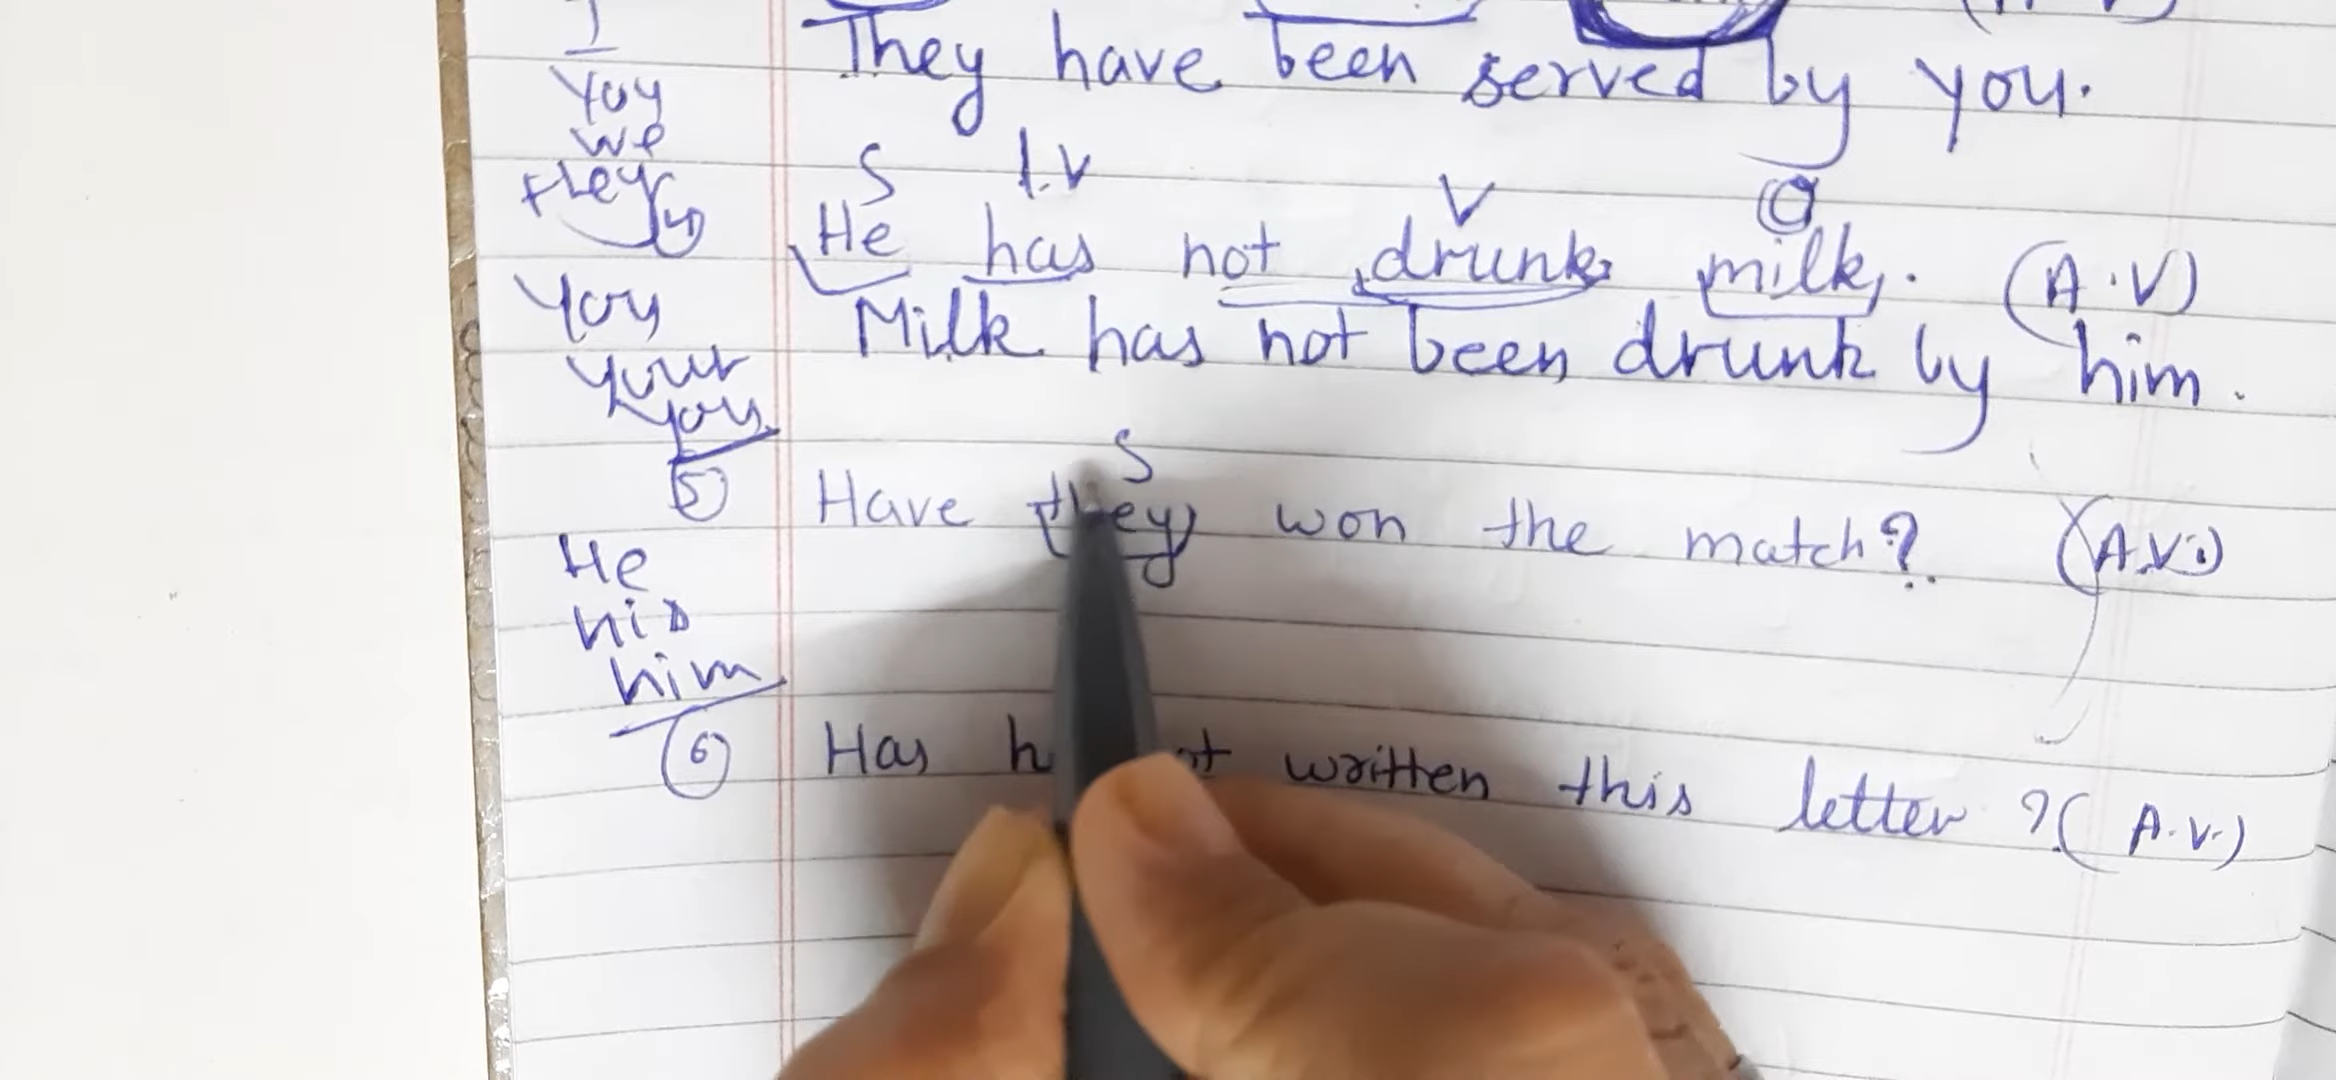 I
You
we
they
They have been served by you.
S H.V V O
He has not drunk milk. (A.V)
You
your
you
Milk has not been drunk by him.
S
5 Have they won the match? (A.V.)
He
his
him
6 Has written this letter? (A.V.)